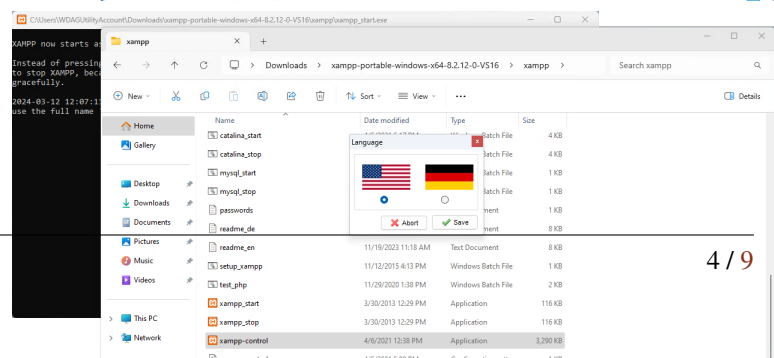 C:\Users\WDAGUtilityAccount\Downloads\xampp-portable-windows-x64-8.2.12-0-VS16\xampp\xampp_start.exe
XAMPP now starts as
Instead of pressing
to stop XAMPP, beca
gracefully.
2024-03-12 12:07:11
use the full name
xampp
Downloads > xampp-portable-windows-x64-8.2.12-0-VS16 > xampp >
Search xampp
New
Sort
View
Details
Home
Gallery
Desktop
Downloads
Documents
Pictures
Music
Videos
This PC
Network
Name Date modified Type Size
catalina_start Batch File 4 KB
catalina_stop Batch File 4 KB
mysql_start Batch File 1 KB
mysql_stop Batch File 1 KB
passwords 1 KB
readme_de 8 KB
readme_en 11/19/2023 11:18 AM Text Document 8 KB
setup_xampp 11/12/2015 4:13 PM Windows Batch File 1 KB
test_php 11/29/2020 1:38 PM Windows Batch File 2 KB
xampp_start 3/30/2013 12:29 PM Application 116 KB
xampp_stop 3/30/2013 12:29 PM Application 116 KB
xampp-control 4/6/2021 12:38 PM Application 3,290 KB
Language
Abort
Save
4 / 9